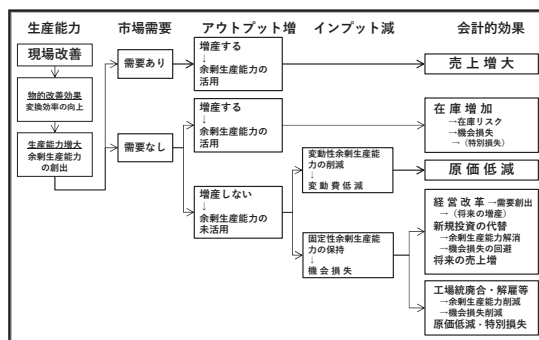 生産能力
市場需要
アウトプット増
インプット減
会計的効果
現場改善
物的改善効果
変換効率の向上
生産能力増大
余剰生産能力
の創出
需要あり
需要なし
増産する
↓
余剰生産能力の
活用
増産する
↓
余剰生産能力の
活用
増産しない
↓
余剰生産能力の
未活用
変動性余剰生産能
力の削減
↓
変動費低減
固定性余剰生産能
力の保持
↓
機会損失
売上増大
在庫増加
→在庫リスク
→機会損失
→（特別損失）
原価低減
経営改革→需要創出
→（将来の増産）
新規投資の代替
→余剰生産能力解消
→機会損失の回避
将来の売上増
工場統廃合・解雇等
→余剰生産能力削減
→機会損失削減
原価低減・特別損失